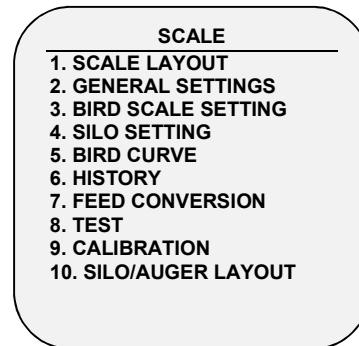 SCALE
1. SCALE LAYOUT
2. GENERAL SETTINGS
3. BIRD SCALE SETTING
4. SILO SETTING
5. BIRD CURVE
6. HISTORY
7. FEED CONVERSION
8. TEST
9. CALIBRATION
10. SILO/AUGER LAYOUT